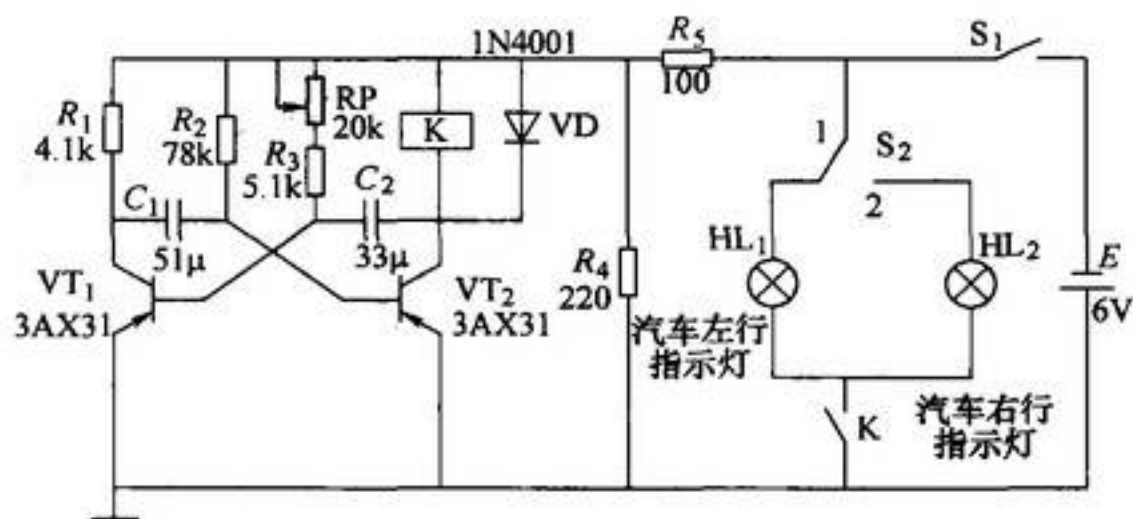 1N4001
R5
100
S1
R1
4.1k
R2
78k
RP
20k
R3
5.1k
K
VD
C1
51μ
C2
33μ
1
S2
2
HL1
HL2
E
6V
R4
220
VT1
3AX31
VT2
3AX31
汽车左行
指示灯
K
汽车右行
指示灯